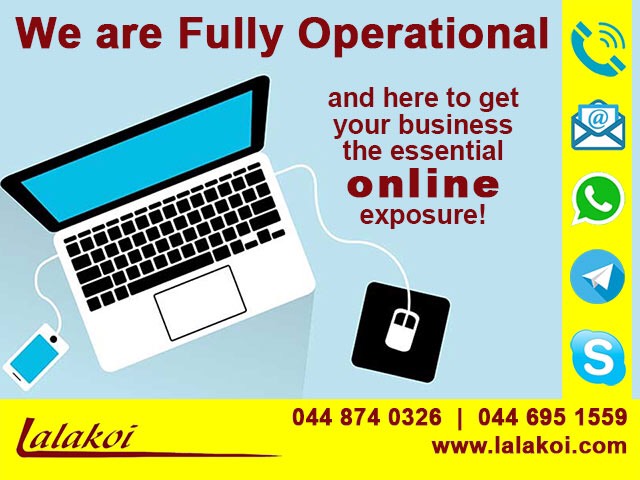 We are Fully Operational
and here to get
your business
the essential
online
exposure!
Lalakoi
044 874 0326 | 044 695 1559
www.lalakoi.com